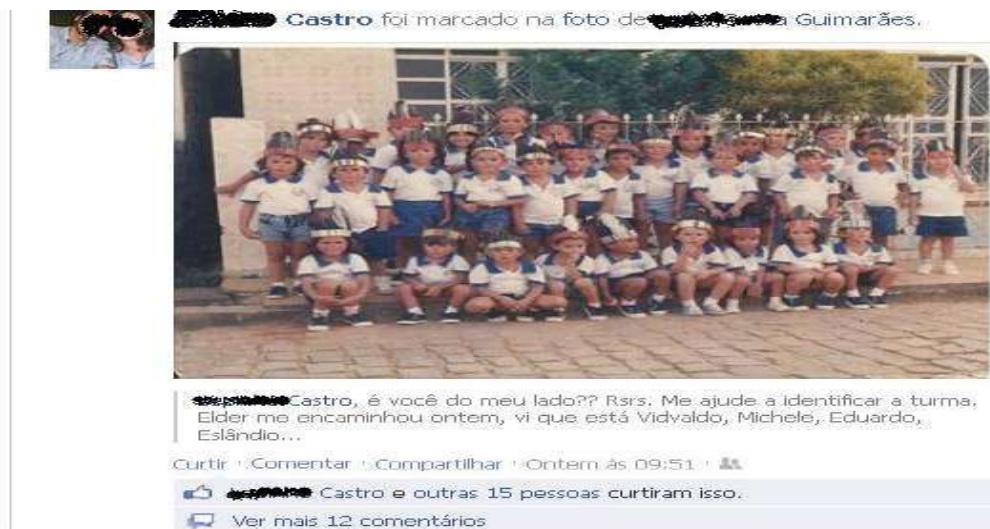 Castro foi marcado na foto de Guimarães.
Castro, é você do meu lado?? Rsrs. Me ajude a identificar a turma.
Elder me encaminhou ontem, vi que está Vidvaldo, Michele, Eduardo,
Eslândio...
Curtir · Comentar · Compartilhar · Ontem às 09:51 ·
Castro e outras 15 pessoas curtiram isso.
Ver mais 12 comentários